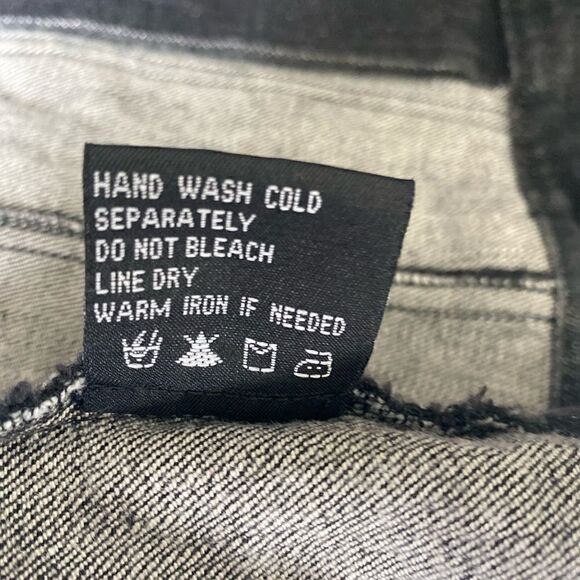 HAND WASH COLD
SEPARATELY
DO NOT BLEACH
LINE DRY
WARM IRON IF NEEDED